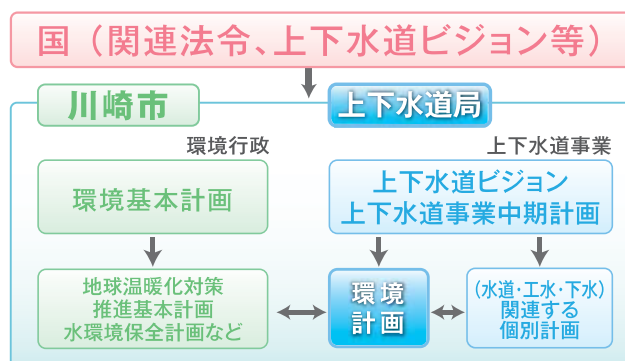 国（関連法令、上下水道ビジョン等）
川崎市
上下水道局
環境行政
上下水道事業
環境基本計画
上下水道ビジョン
上下水道事業中期計画
地球温暖化対策
推進基本計画
水環境保全計画など
環境
計画
（水道・工水・下水）
関連する
個別計画